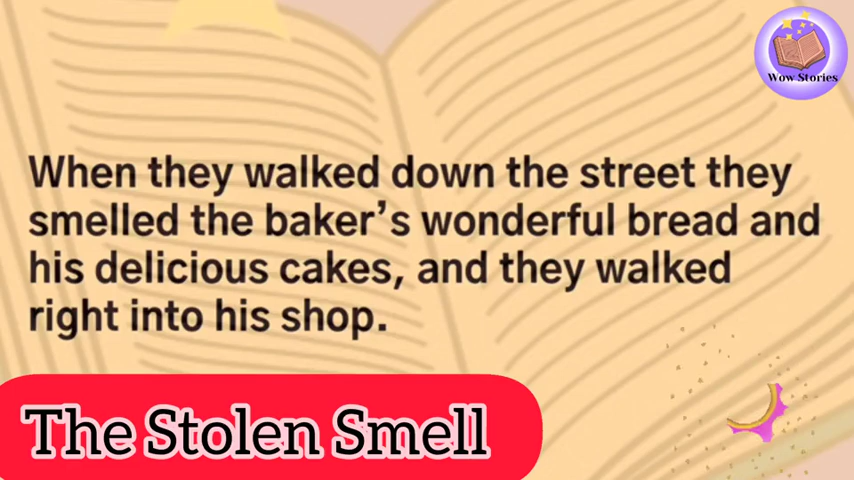 Wow Stories
When they walked down the street they
smelled the baker's wonderful bread and
his delicious cakes, and they walked
right into his shop.
The Stolen Smell